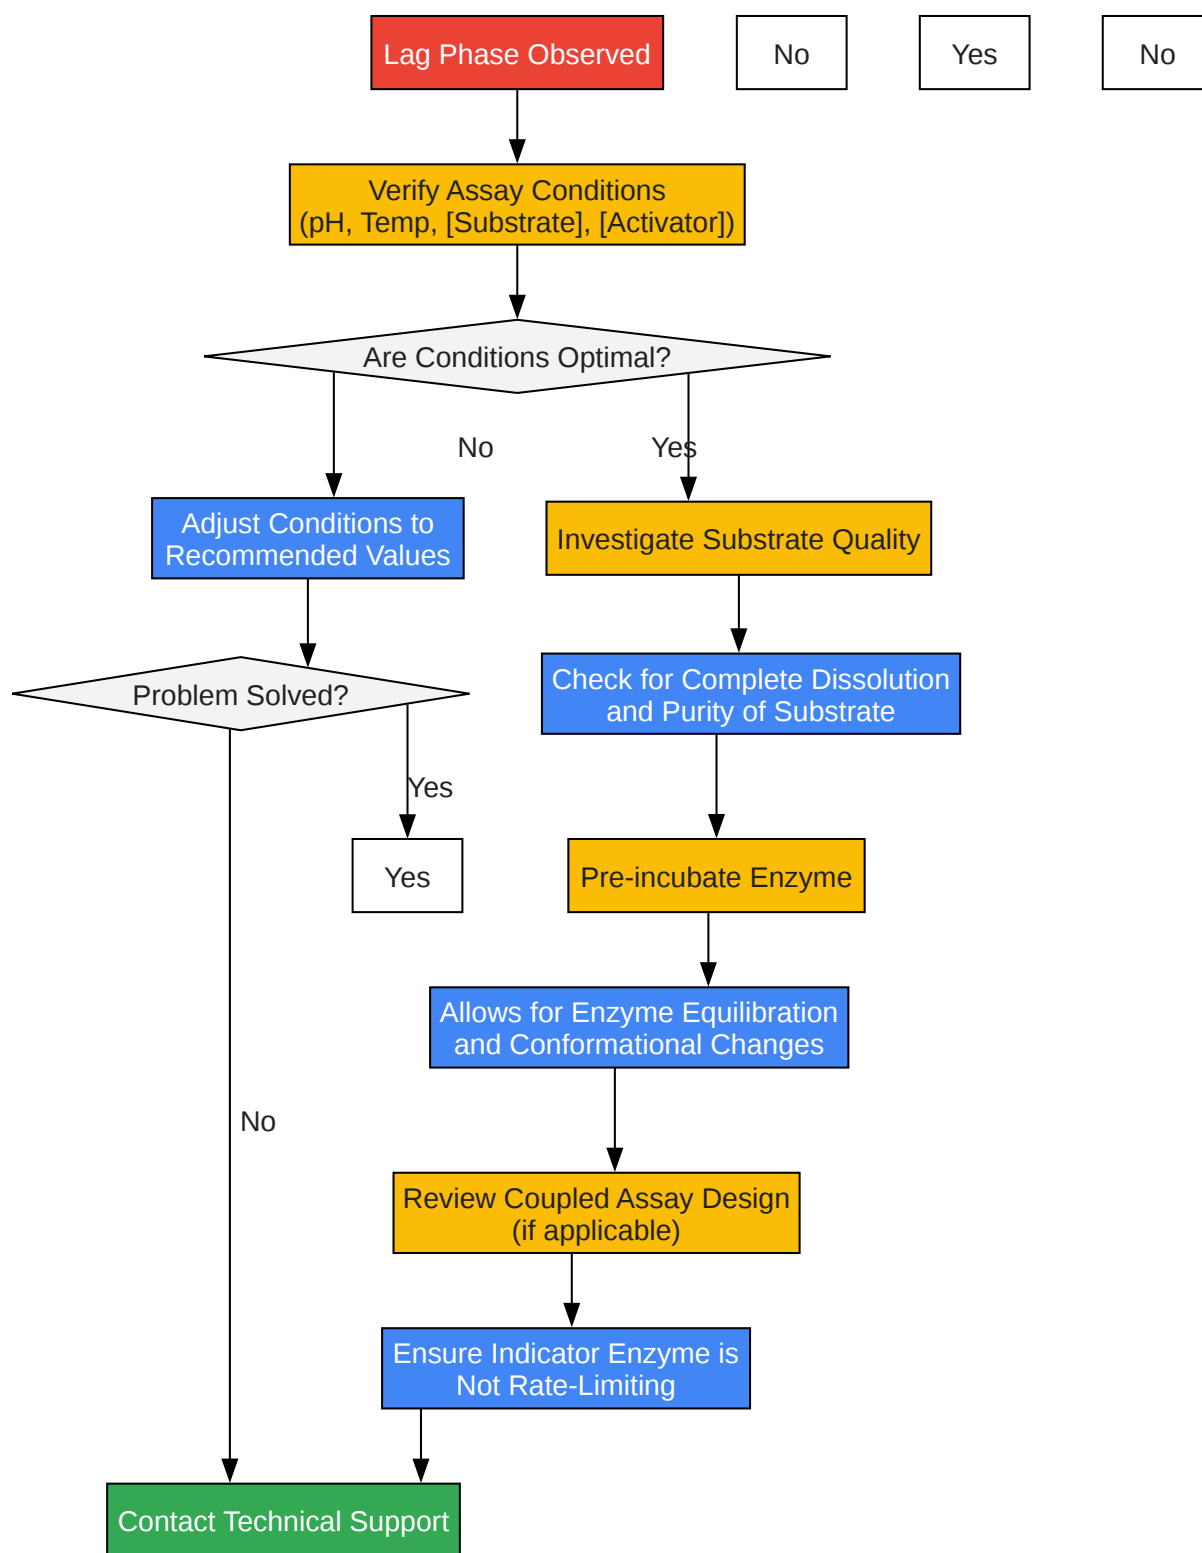 Lag Phase Observed
No
Yes
No
Verify Assay Conditions
(pH, Temp, [Substrate], [Activator])
Are Conditions Optimal?
No
Yes
Adjust Conditions to
Recommended Values
Investigate Substrate Quality
Problem Solved?
Check for Complete Dissolution
and Purity of Substrate
Yes
Yes
Pre-incubate Enzyme
Allows for Enzyme Equilibration
and Conformational Changes
No
Review Coupled Assay Design
(if applicable)
Ensure Indicator Enzyme is
Not Rate-Limiting
Contact Technical Support